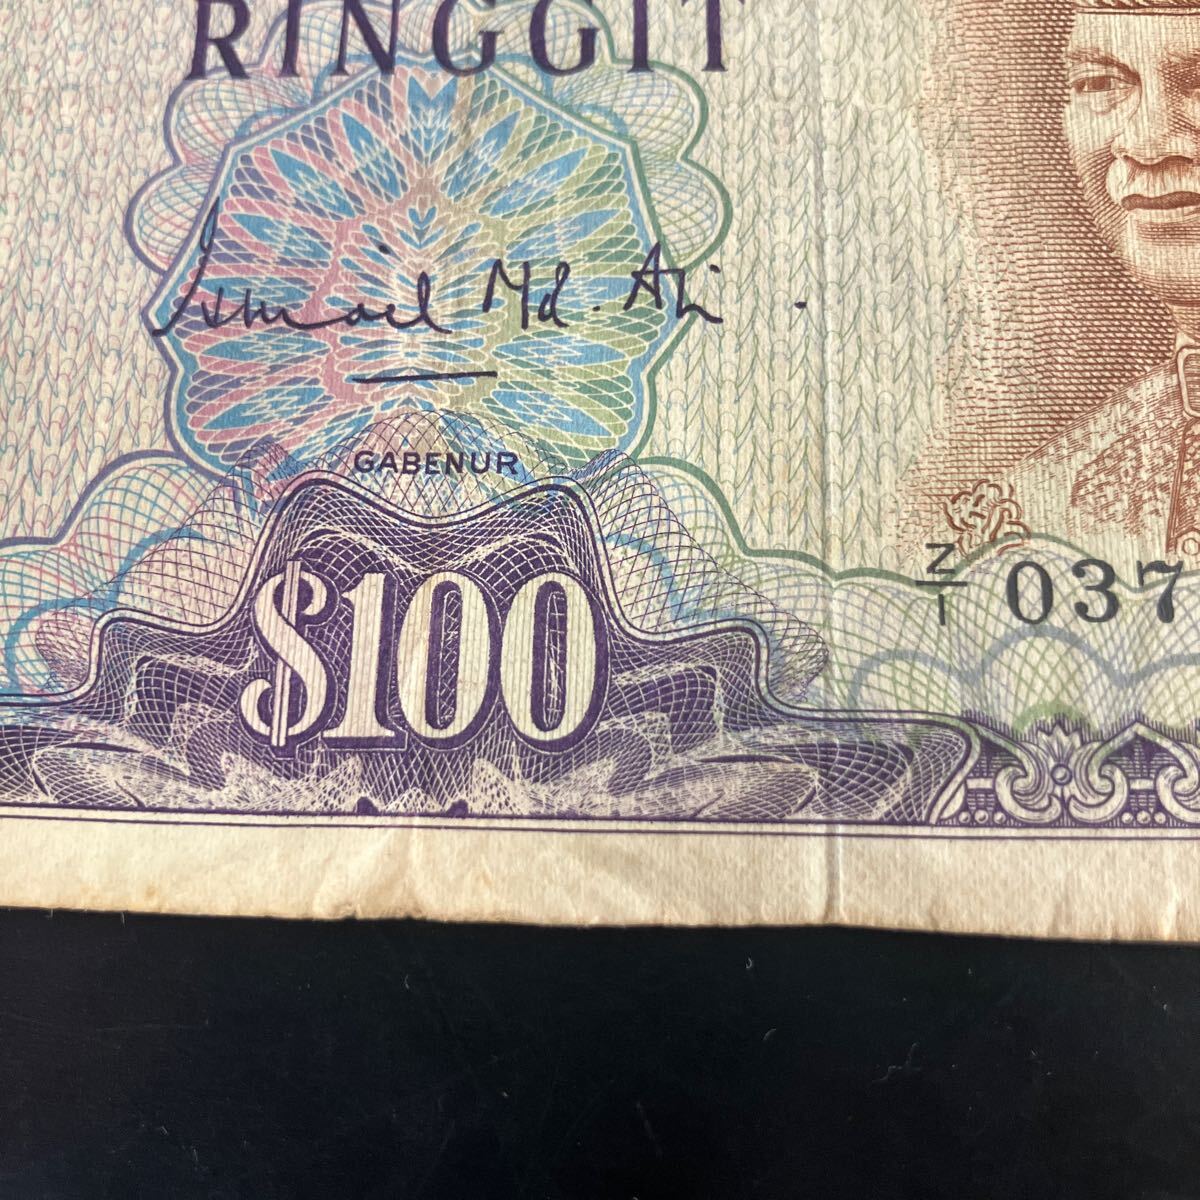 RINGGIT
Ismail Md. Ali.
GABENUR
Z/1 037
$100